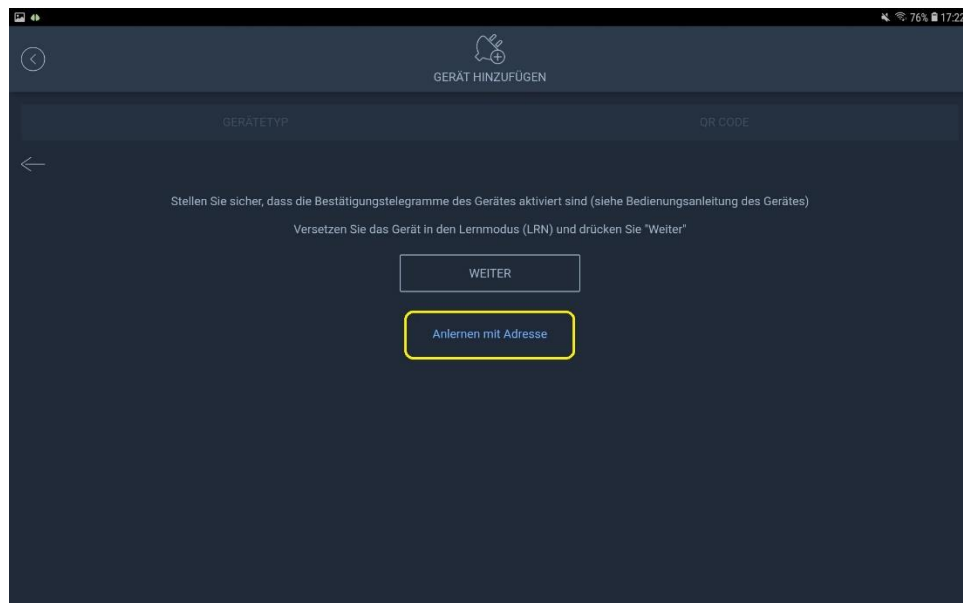 76% 17:22
GERÄT HINZUFÜGEN
GERÄTETYP QR CODE
Stellen Sie sicher, dass die Bestätigungstelegramme des Gerätes aktiviert sind (siehe Bedienungsanleitung des Gerätes)
Versetzen Sie das Gerät in den Lernmodus (LRN) und drücken Sie "Weiter"
WEITER
Anlernen mit Adresse